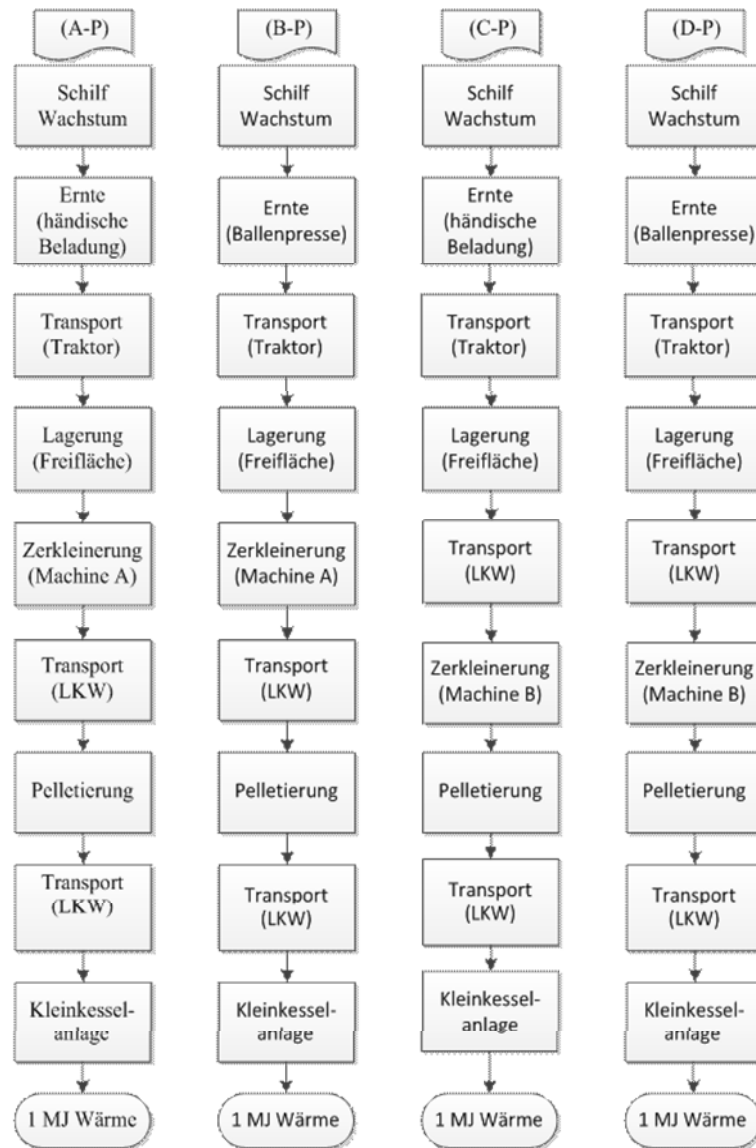 (A-P)
Schilf
Wachstum
Ernte
(händische
Beladung)
Transport
(Traktor)
Lagerung
(Freifläche)
Zerkleinerung
(Machine A)
Transport
(LKW)
Pelletierung
Transport
(LKW)
Kleinkessel-
anlage
1 MJ Wärme
(B-P)
Schilf
Wachstum
Ernte
(Ballenpresse)
Transport
(Traktor)
Lagerung
(Freifläche)
Zerkleinerung
(Machine A)
Transport
(LKW)
Pelletierung
Transport
(LKW)
Kleinkessel-
anlage
1 MJ Wärme
(C-P)
Schilf
Wachstum
Ernte
(händische
Beladung)
Transport
(Traktor)
Lagerung
(Freifläche)
Transport
(LKW)
Zerkleinerung
(Machine B)
Pelletierung
Transport
(LKW)
Kleinkessel-
anlage
1 MJ Wärme
(D-P)
Schilf
Wachstum
Ernte
(Ballenpresse)
Transport
(Traktor)
Lagerung
(Freifläche)
Transport
(LKW)
Zerkleinerung
(Machine B)
Pelletierung
Transport
(LKW)
Kleinkessel-
anlage
1 MJ Wärme